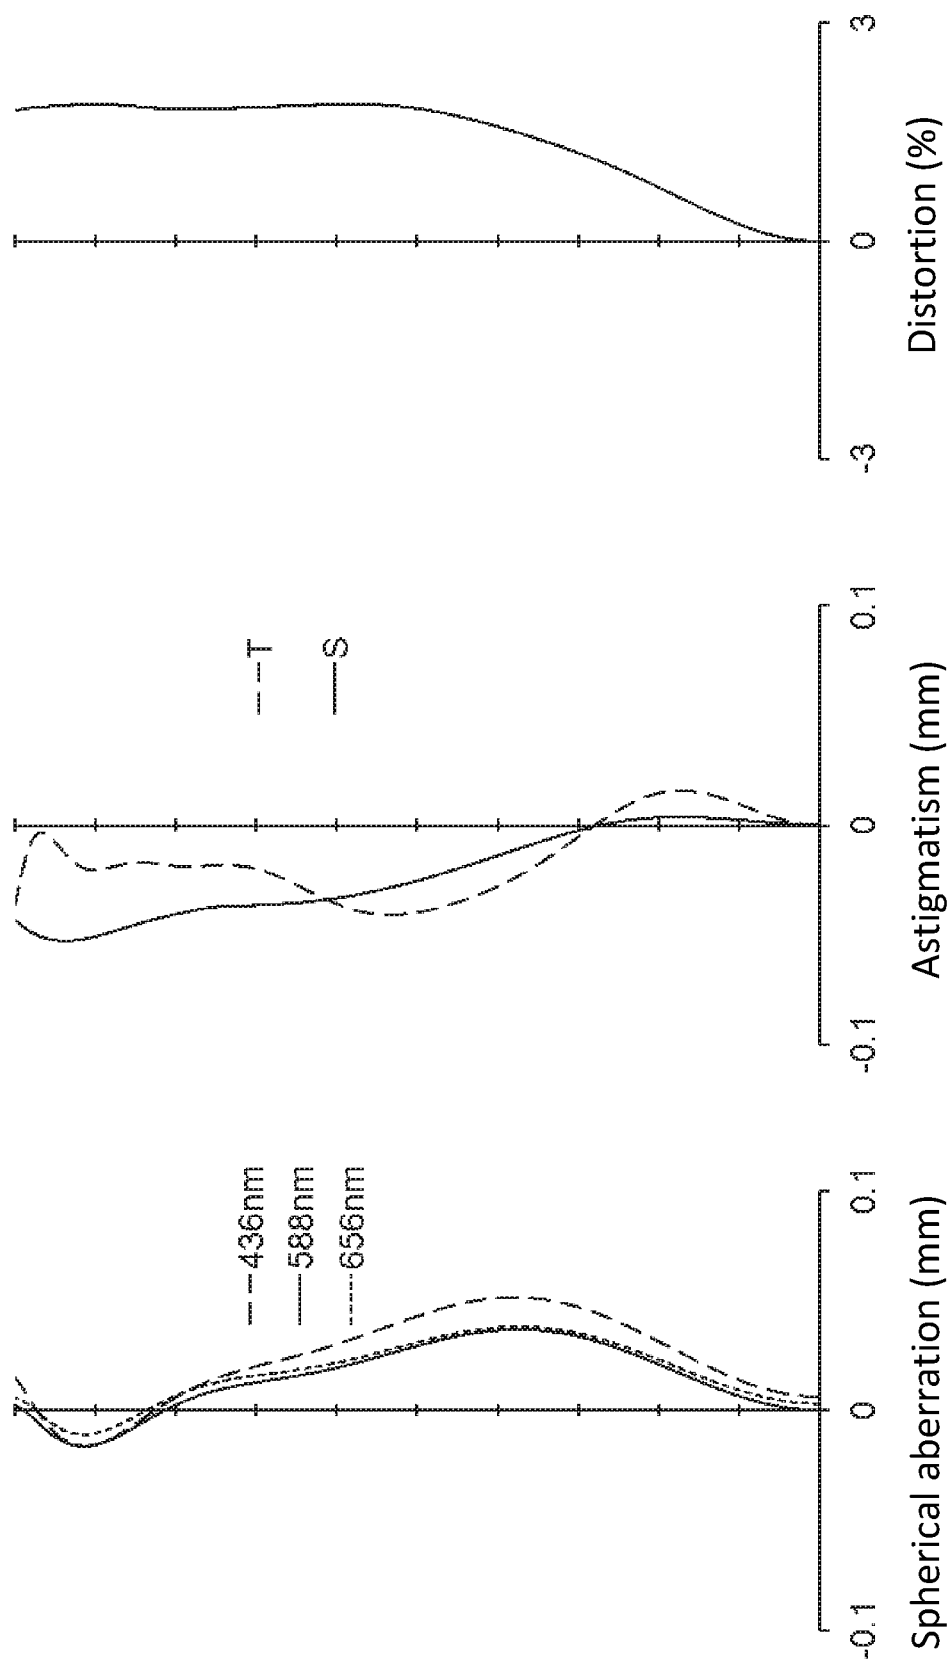 436nm
588nm
656nm
-0.1
0
0.1
Spherical aberration (mm)
T
S
-0.1
0
0.1
Astigmatism (mm)
-3
0
3
Distortion (%)